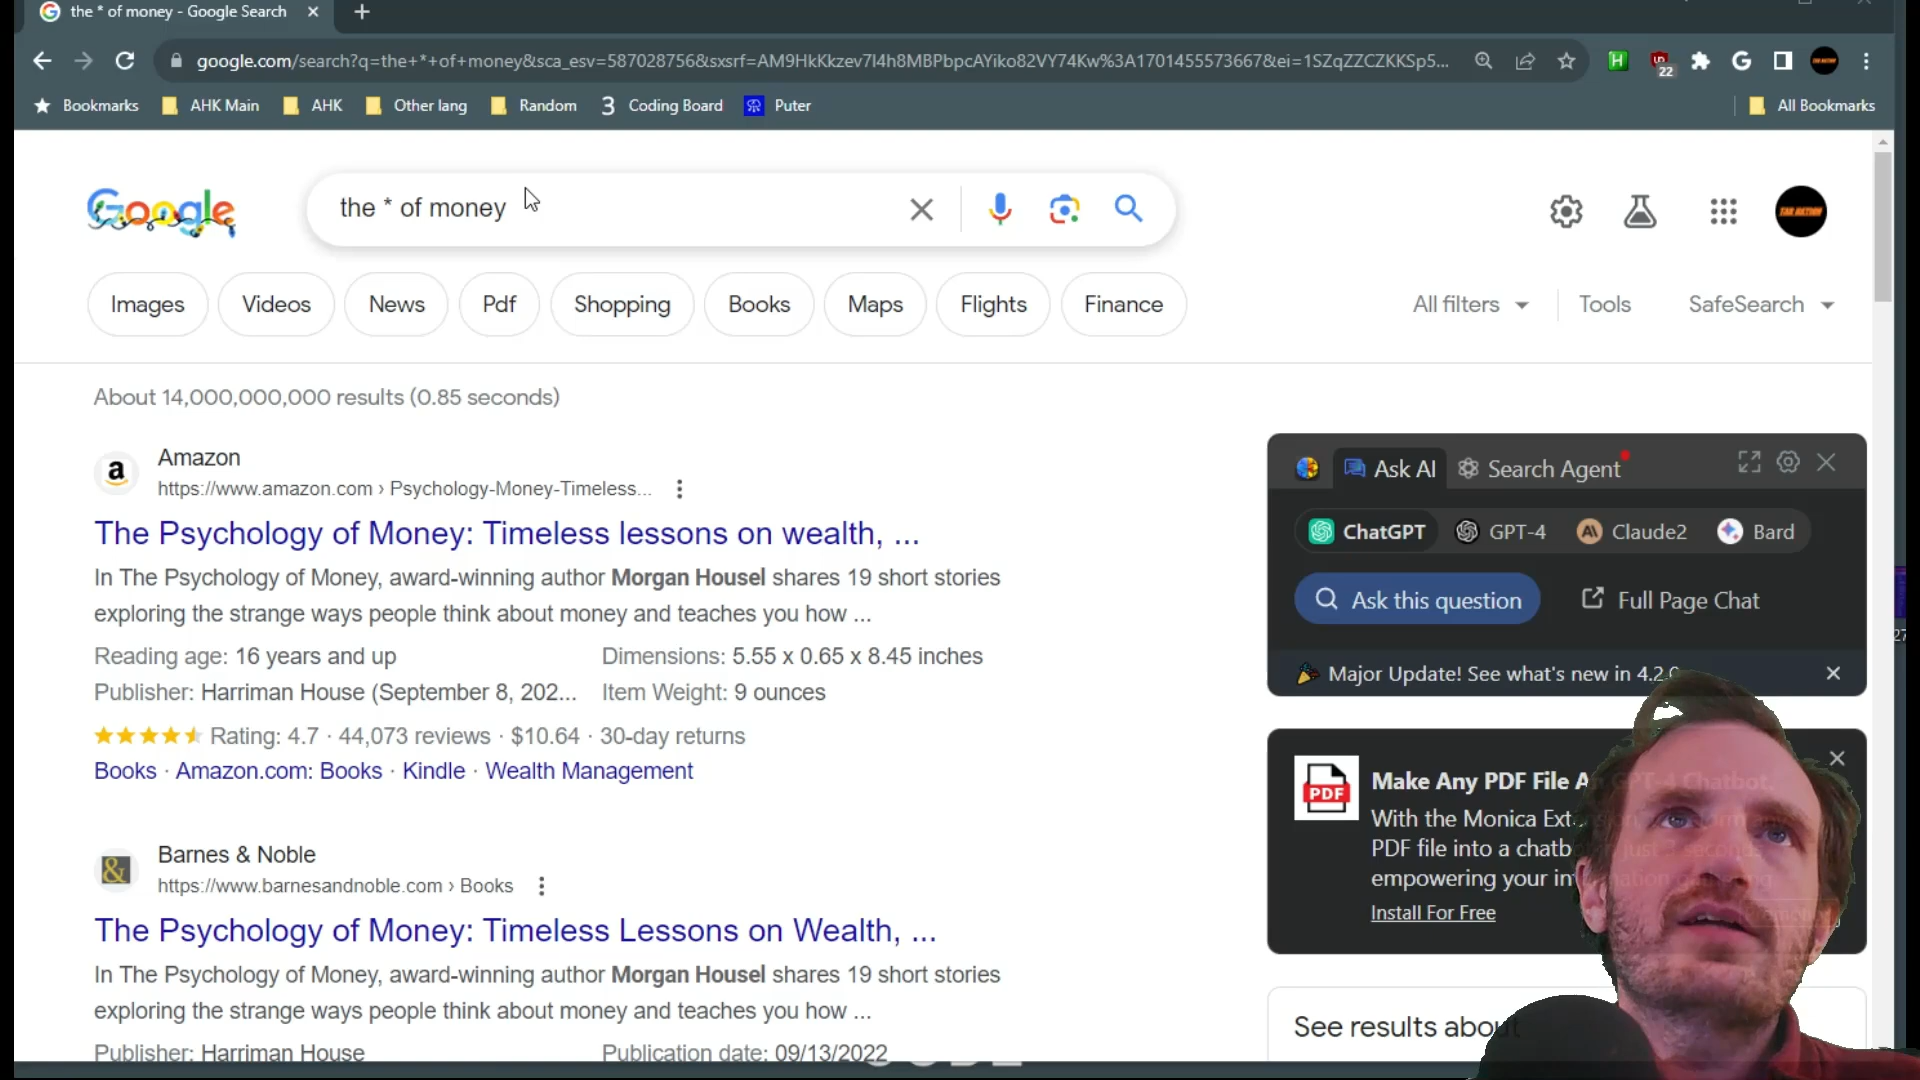 the * of money - Google Search
google.com/search?q=the+*+of+money&sca_esv=587028756&sxsrf=AM9HkKkzev7I4h8MBPbpcAYiko82VY74Kw%3A1701455573667&ei=1SZqZZCZKKSp5...
22
Bookmarks AHK Main AHK Other lang Random Coding Board Puter All Bookmarks
Google the * of money
Images Videos News Pdf Shopping Books Maps Flights Finance All filters Tools SafeSearch
About 14,000,000,000 results (0.85 seconds)
Amazon
https://www.amazon.com › Psychology-Money-Timeless...
The Psychology of Money: Timeless lessons on wealth, ...
In The Psychology of Money, award-winning author Morgan Housel shares 19 short stories
exploring the strange ways people think about money and teaches you how ...
Reading age: 16 years and up Dimensions: 5.55 x 0.65 x 8.45 inches
Publisher: Harriman House (September 8, 202... Item Weight: 9 ounces
Rating: 4.7 · 44,073 reviews · $10.64 · 30-day returns
Books · Amazon.com: Books · Kindle · Wealth Management
Barnes & Noble
https://www.barnesandnoble.com › Books
The Psychology of Money: Timeless Lessons on Wealth, ...
In The Psychology of Money, award-winning author Morgan Housel shares 19 short stories
exploring the strange ways people think about money and teaches you how ...
Publisher: Harriman House Publication date: 09/13/2022
Ask AI Search Agent
ChatGPT GPT-4 Claude2 Bard
Ask this question Full Page Chat
Major Update! See what's new in 4.2.0
PDF
Make Any PDF File A GPT-4 Chatbot.
With the Monica Ext
PDF file into a chatb just 3 seconds
empowering your in
Install For Free
See results about